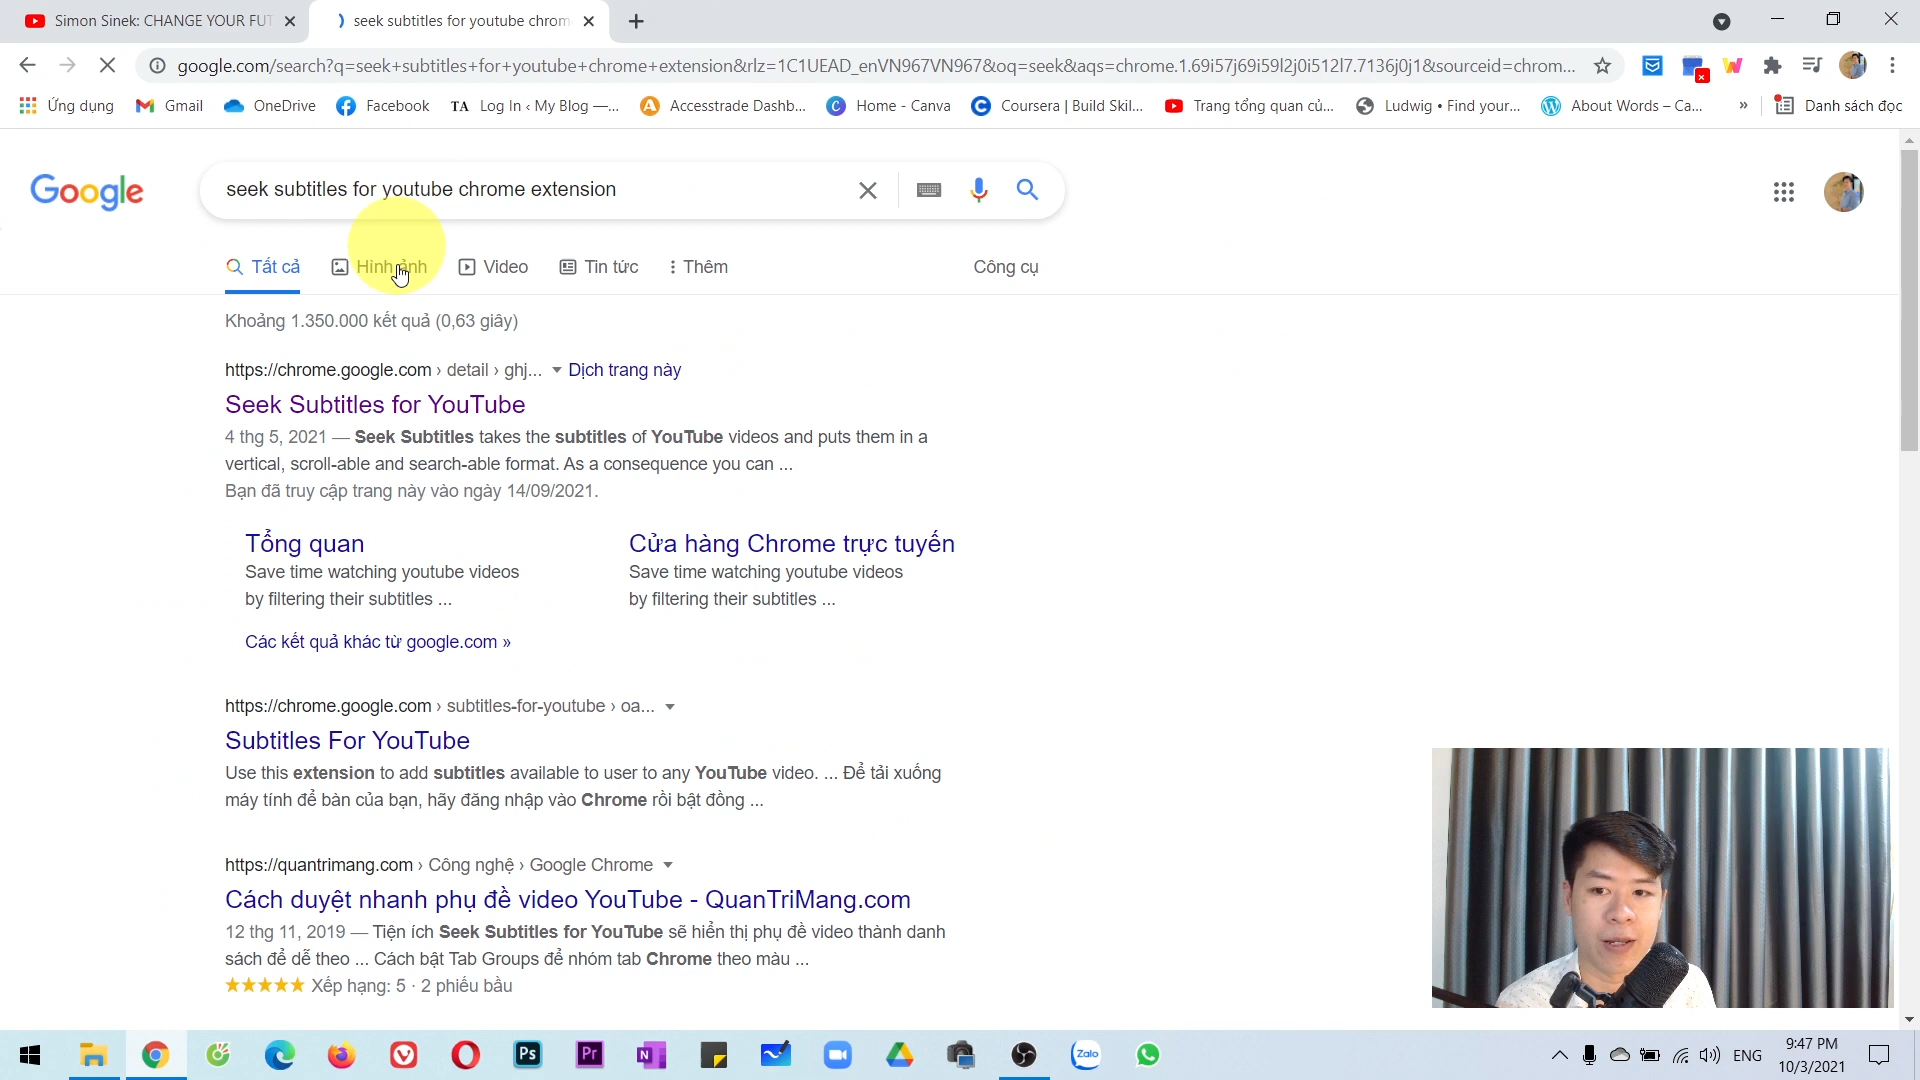 Simon Sinek: CHANGE YOUR FUT
seek subtitles for youtube chrom
google.com/search?q=seek+subtitles+for+youtube+chrome+extension&rlz=1C1UEAD_enVN967VN967&oq=seek&aqs=chrome.1.69i57j69i59l2j0i512l7.7136j0j1&sourceid=chrom...
Ứng dụng Gmail OneDrive Facebook TA Log In ‹ My Blog —... Accesstrade Dashb... Home - Canva Coursera | Build Skil... Trang tổng quan củ... Ludwig • Find your... About Words – Ca... » Danh sách đọc
Google
seek subtitles for youtube chrome extension
Tất cả Hình ảnh Video Tin tức Thêm Công cụ
Khoảng 1.350.000 kết quả (0,63 giây)
https://chrome.google.com › detail › ghj... Dịch trang này
Seek Subtitles for YouTube
4 thg 5, 2021 — Seek Subtitles takes the subtitles of YouTube videos and puts them in a
vertical, scroll-able and search-able format. As a consequence you can ...
Bạn đã truy cập trang này vào ngày 14/09/2021.
Tổng quan
Save time watching youtube videos
by filtering their subtitles ...
Cửa hàng Chrome trực tuyến
Save time watching youtube videos
by filtering their subtitles ...
Các kết quả khác từ google.com »
https://chrome.google.com › subtitles-for-youtube › oa...
Subtitles For YouTube
Use this extension to add subtitles available to user to any YouTube video. ... Để tải xuống
máy tính để bàn của bạn, hãy đăng nhập vào Chrome rồi bật đồng ...
https://quantrimang.com › Công nghệ › Google Chrome
Cách duyệt nhanh phụ đề video YouTube - QuanTriMang.com
12 thg 11, 2019 — Tiện ích Seek Subtitles for YouTube sẽ hiển thị phụ đề video thành danh
sách để dễ theo ... Cách bật Tab Groups để nhóm tab Chrome theo màu ...
Xếp hạng: 5 · 2 phiếu bầu
Ps Pr N Zalo
ENG
9:47 PM
10/3/2021